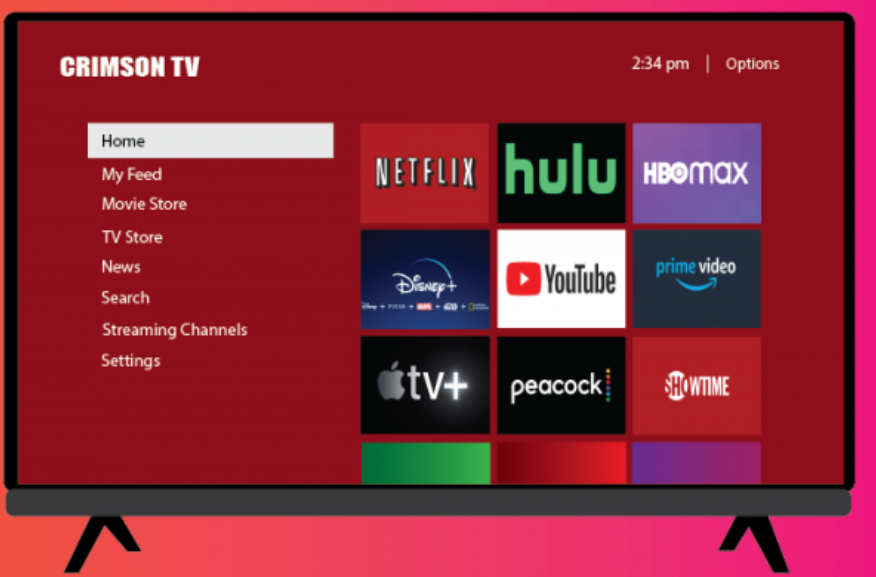 CRIMSON TV
2:34 pm | Options
Home
My Feed
Movie Store
TV Store
News
Search
Streaming Channels
Settings
NETFLIX
hulu
HBOmax
Disney+
YouTube
prime video
tv+
peacock
SHOWTIME